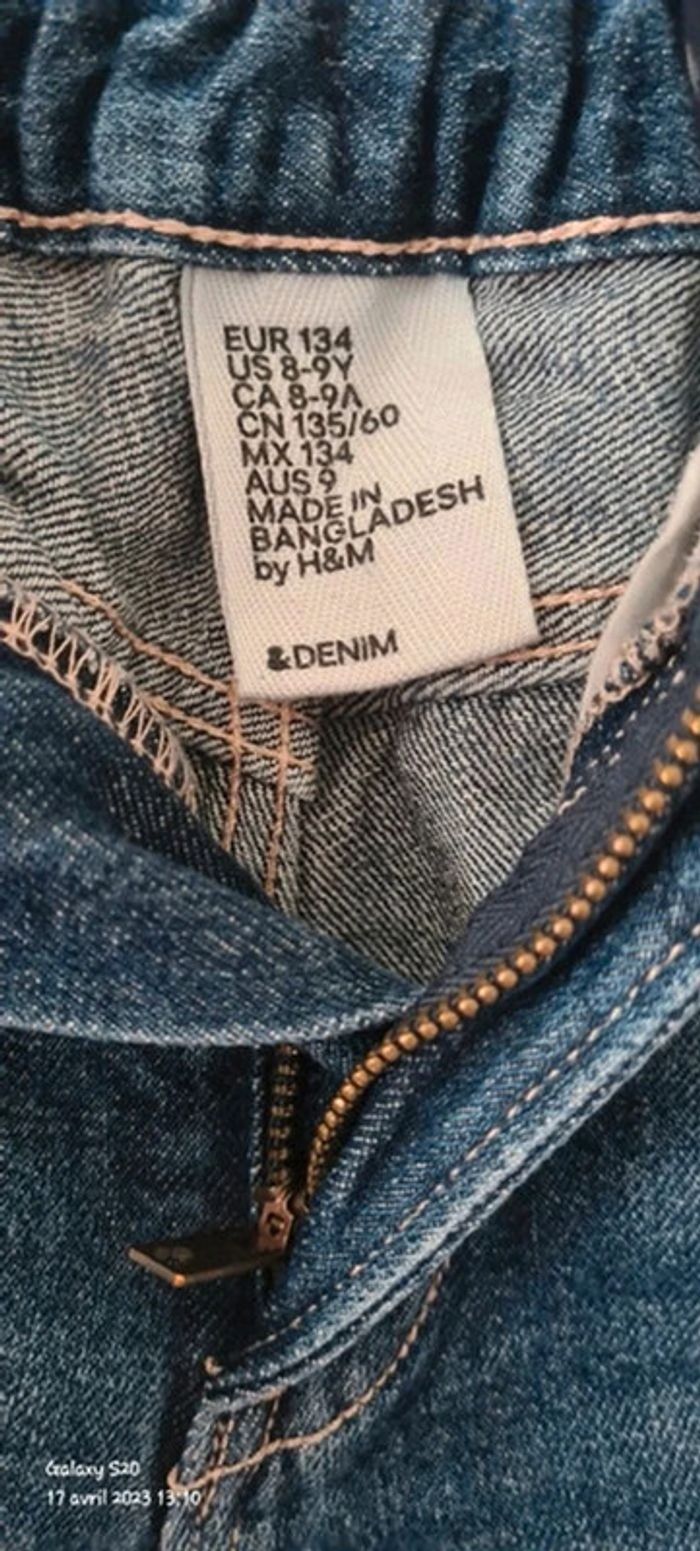 EUR 134
US 8-9Y
CA 8-9A
CN 135/60
MX 134
AUS 9
MADE IN
BANGLADESH
by H&M
&DENIM
Galaxy S20
17 avril 2023 13:10